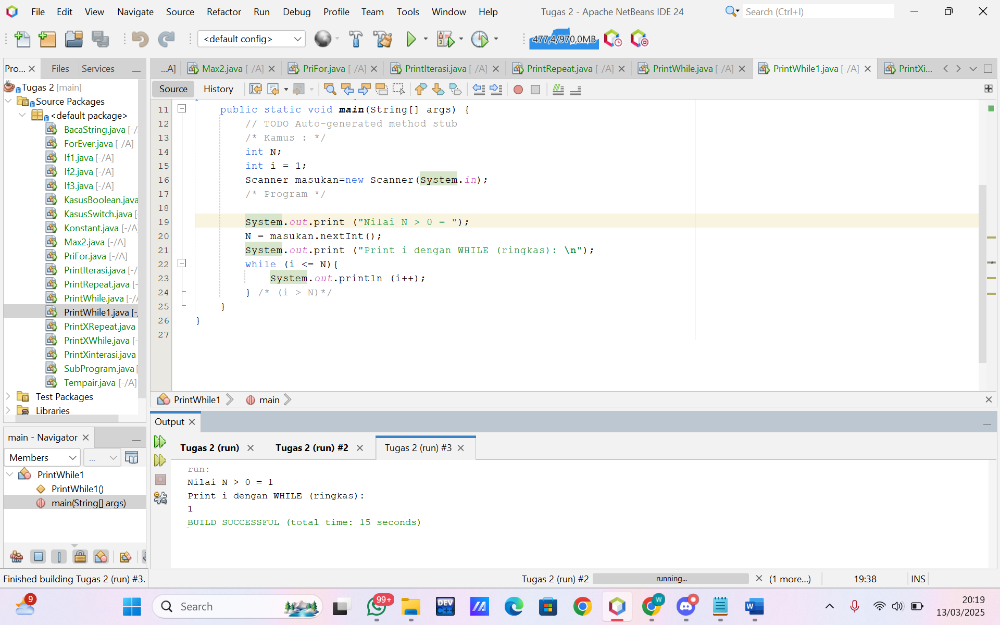 File Edit View Navigate Source Refactor Run Debug Profile Team Tools Window Help Tugas 2 - Apache NetBeans IDE 24 Search (Ctrl+I)
<default config> 477,4/970,0MB
Pro... Files Services
...A] Max2.java [-/A] PriFor.java [-/A] PrintIterasi.java [-/A] PrintRepeat.java [-/A] PrintWhile.java [-/A] PrintWhile1.java [-/A] PrintXi...
Source History
Tugas 2 [main]
Source Packages
<default package>
BacaString.java [-/
ForEver.java [-/A]
If1.java [-/A]
If2.java [-/A]
If3.java [-/A]
KasusBoolean.java
KasusSwitch.java [
Konstant.java [-/A
Max2.java [-/A]
PriFor.java [-/A]
PrintIterasi.java [-/
PrintRepeat.java [-
PrintWhile.java [-/
PrintWhile1.java [-
PrintXRepeat.java
PrintXWhile.java [-
PrintXinterasi.java
SubProgram.java [
Tempair.java [-/A]
Test Packages
Libraries
11 public static void main(String[] args) {
12 // TODO Auto-generated method stub
13 /* Kamus : */
14 int N;
15 int i = 1;
16 Scanner masukan=new Scanner(System.in);
17 /* Program */
18
19 System.out.print ("Nilai N > 0 = ");
20 N = masukan.nextInt();
21 System.out.print ("Print i dengan WHILE (ringkas): \n");
22 while (i <= N){
23 System.out.println (i++);
24 } /* (i > N)*/
25 }
26 }
27
PrintWhile1 main
main - Navigator
Members ...
PrintWhile1
PrintWhile1()
main(String[] args)
Output
Tugas 2 (run) Tugas 2 (run) #2 Tugas 2 (run) #3
run:
Nilai N > 0 = 1
Print i dengan WHILE (ringkas):
1
BUILD SUCCESSFUL (total time: 15 seconds)
Finished building Tugas 2 (run) #3. Tugas 2 (run) #2 running... (1 more...) 19:38 INS
9 Search 99+ DEV C++ W W 20:19
13/03/2025